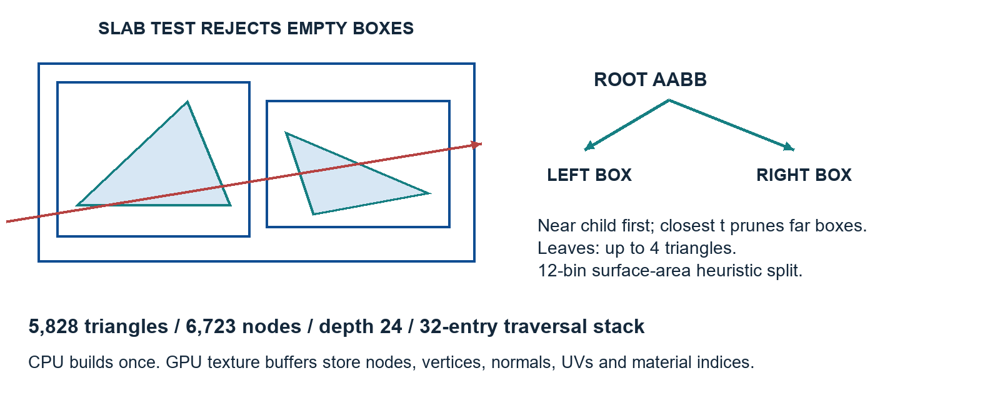 SLAB TEST REJECTS EMPTY BOXES
ROOT AABB
LEFT BOX
RIGHT BOX
Near child first; closest t prunes far boxes.
Leaves: up to 4 triangles.
12-bin surface-area heuristic split.
5,828 triangles / 6,723 nodes / depth 24 / 32-entry traversal stack
CPU builds once. GPU texture buffers store nodes, vertices, normals, UVs and material indices.